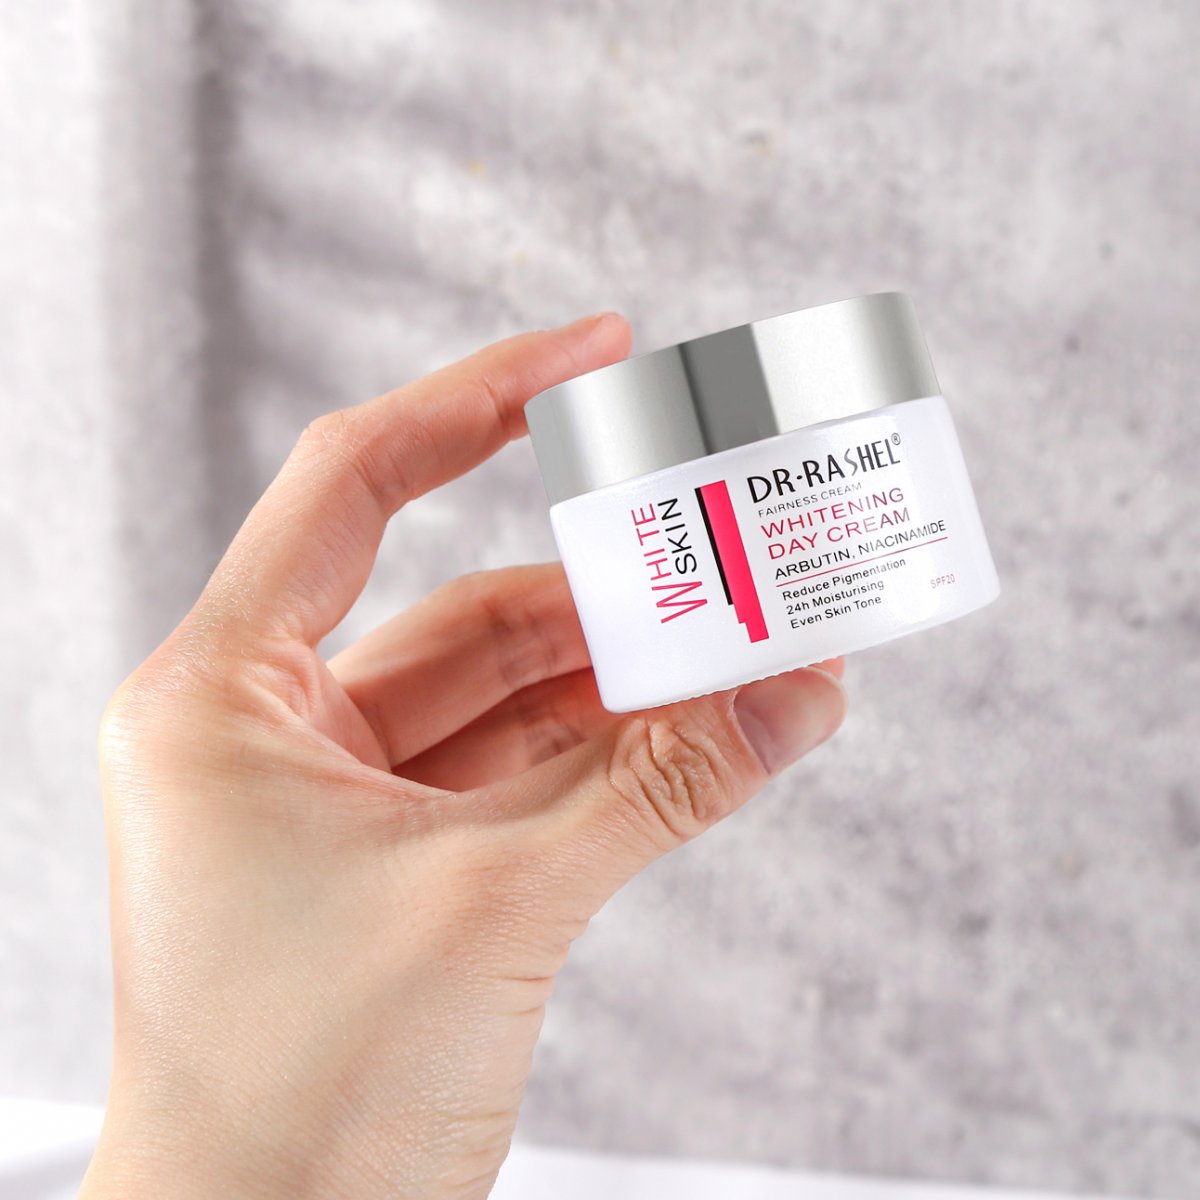 WHITE
SKIN
DR·RASHEL®
FAIRNESS CREAM
WHITENING
DAY CREAM
ARBUTIN, NIACINAMIDE
Reduce Pigmentation
24h Moisturising
Even Skin Tone
SPF20